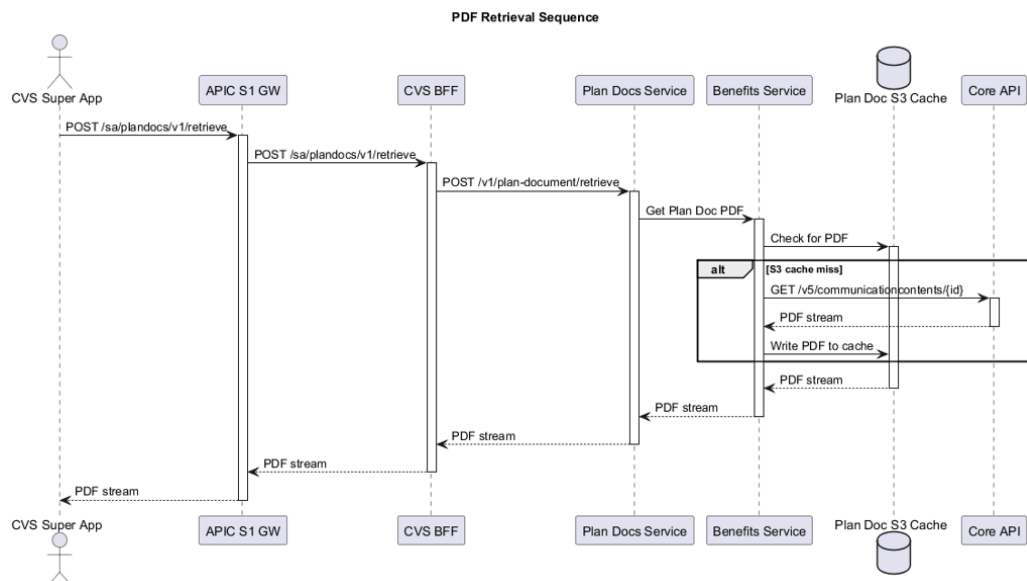 PDF Retrieval Sequence
CVS Super App
APIC S1 GW
CVS BFF
Plan Docs Service
Benefits Service
Plan Doc S3 Cache
Core API
POST /sa/plandocs/v1/retrieve
POST /sa/plandocs/v1/retrieve
POST /v1/plan-document/retrieve
Get Plan Doc PDF
Check for PDF
alt
[S3 cache miss]
GET /v5/communicationcontents/{id}
PDF stream
Write PDF to cache
PDF stream
PDF stream
PDF stream
PDF stream
PDF stream
CVS Super App
APIC S1 GW
CVS BFF
Plan Docs Service
Benefits Service
Plan Doc S3 Cache
Core API